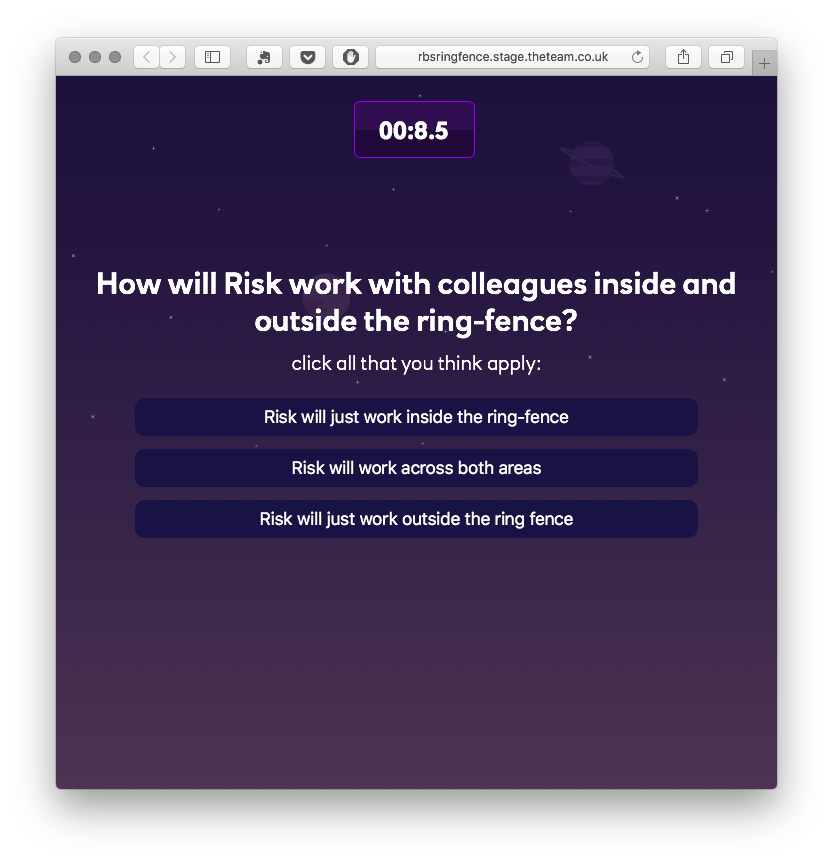 rbsringfence.stage.theteam.co.uk
00:8.5
How will Risk work with colleagues inside and
outside the ring-fence?
click all that you think apply:
Risk will just work inside the ring-fence
Risk will work across both areas
Risk will just work outside the ring fence